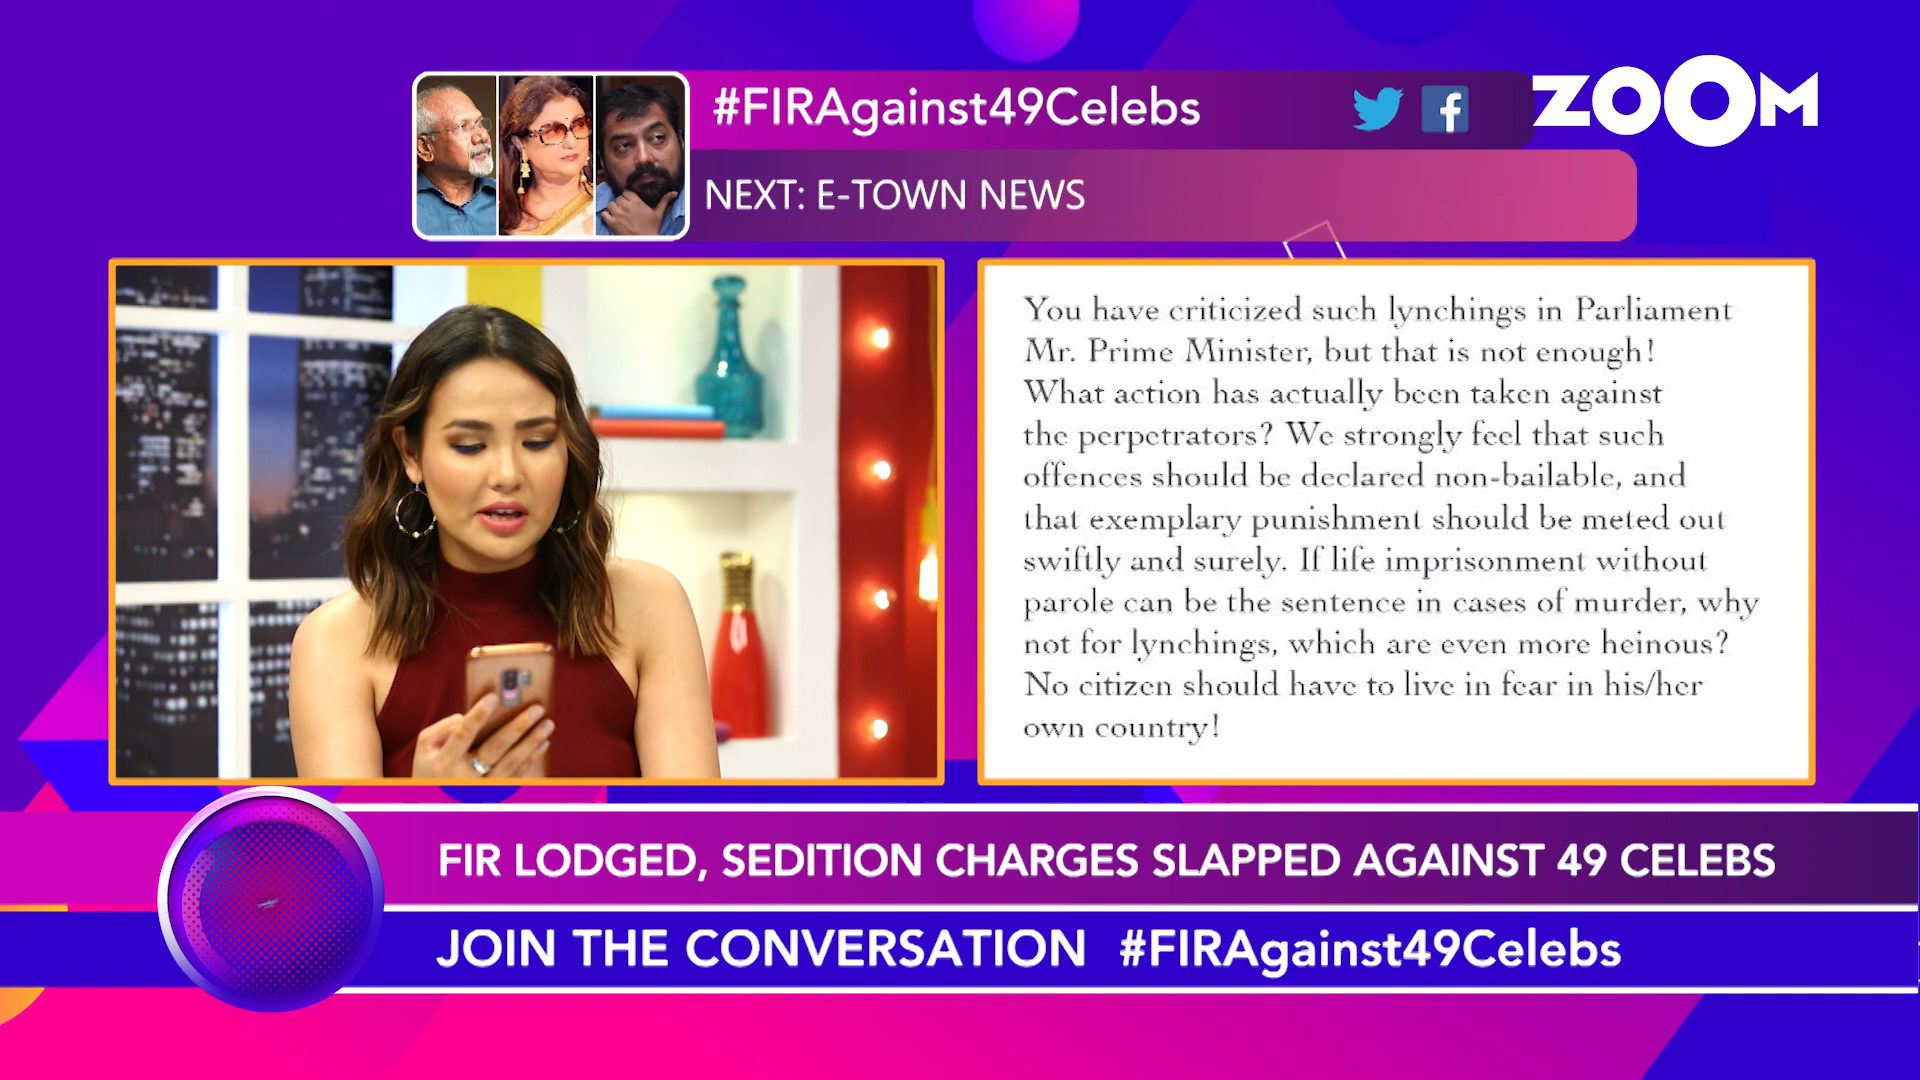 #FIRAgainst49Celebs
ZOOM
NEXT: E-TOWN NEWS
You have criticized such lynchings in Parliament
Mr. Prime Minister, but that is not enough!
What action has actually been taken against
the perpetrators? We strongly feel that such
offences should be declared non-bailable, and
that exemplary punishment should be meted out
swiftly and surely. If life imprisonment without
parole can be the sentence in cases of murder, why
not for lynchings, which are even more heinous?
No citizen should have to live in fear in his/her
own country!
FIR LODGED, SEDITION CHARGES SLAPPED AGAINST 49 CELEBS
JOIN THE CONVERSATION #FIRAgainst49Celebs